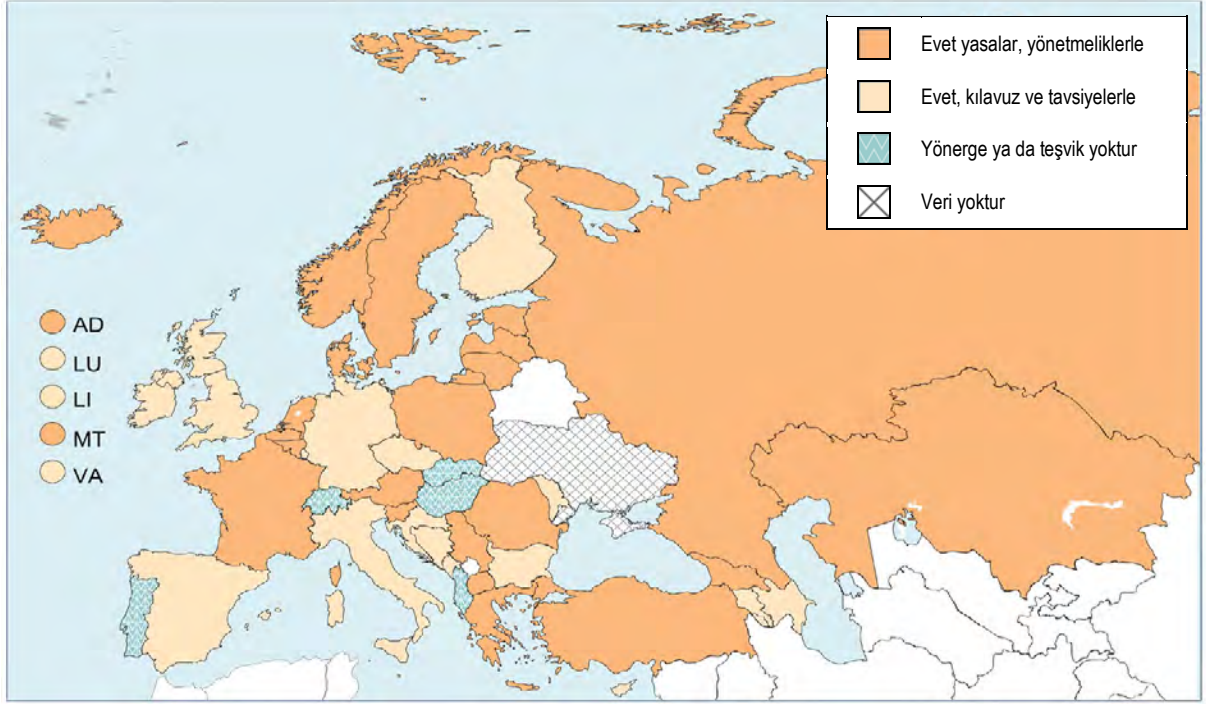 Evet yasalar, yönetmeliklerle
Evet, kılavuz ve tavsiyelerle
Yönerge ya da teşvik yoktur
Veri yoktur
AD
LU
LI
MT
VA